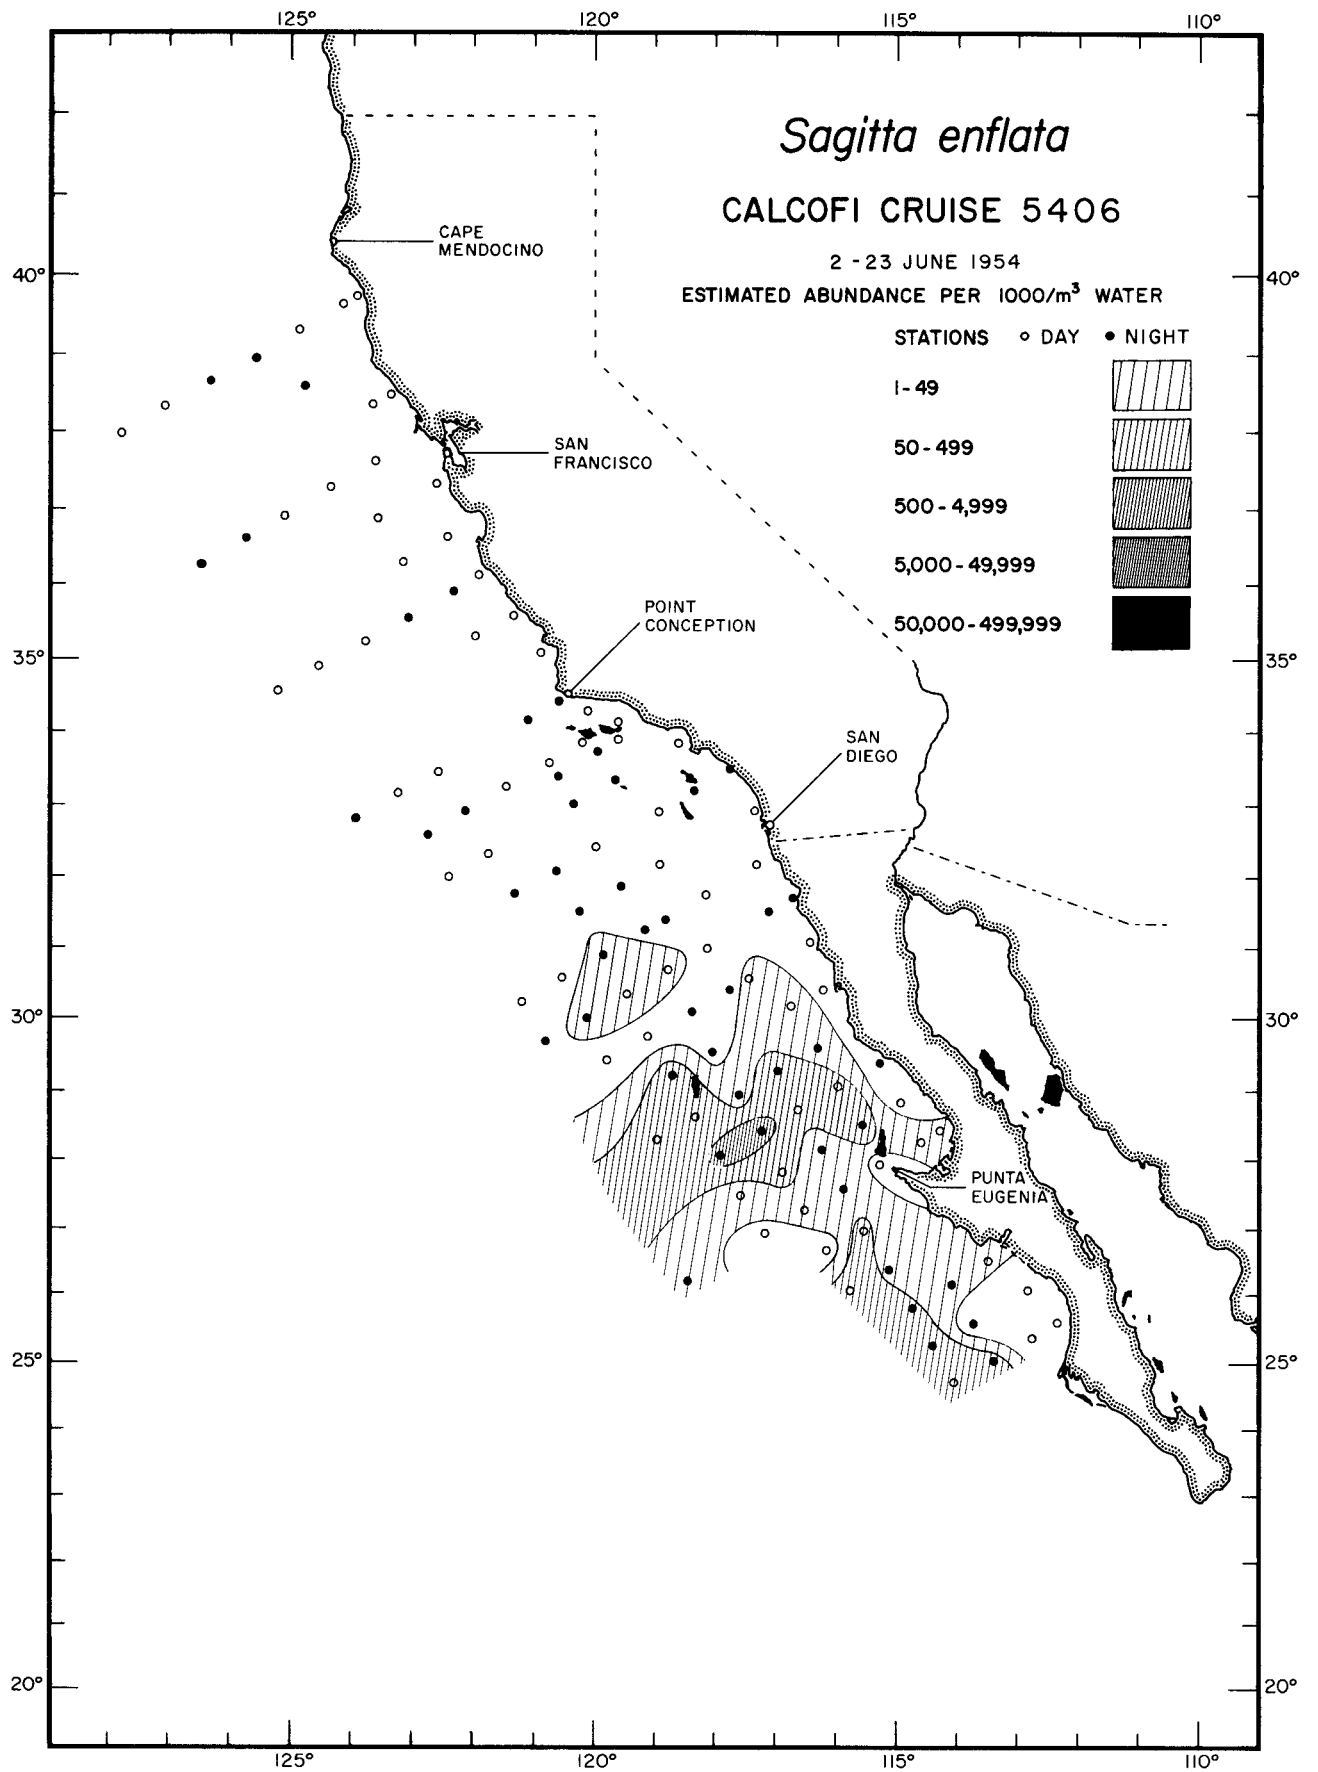 125° 120° 115° 110°
Sagitta enflata
CALCOFI CRUISE 5406
2 - 23 JUNE 1954
ESTIMATED ABUNDANCE PER 1000/m³ WATER
STATIONS ○ DAY ● NIGHT
1 - 49
50 - 499
500 - 4,999
5,000 - 49,999
50,000 - 499,999
CAPE
MENDOCINO
40° 40°
SAN
FRANCISCO
POINT
CONCEPTION
35° 35°
SAN
DIEGO
30° 30°
PUNTA
EUGENIA
25° 25°
20° 20°
125° 120° 115° 110°